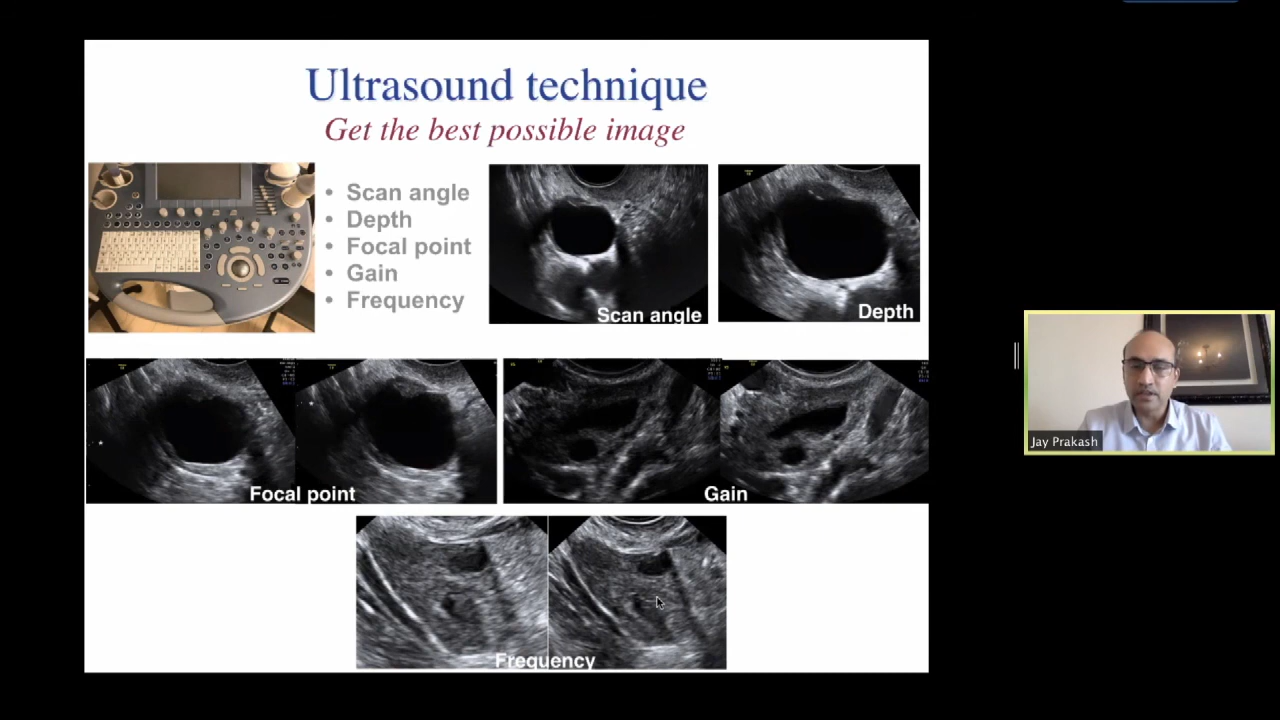 Ultrasound technique
Get the best possible image
• Scan angle
• Depth
• Focal point
• Gain
• Frequency
Scan angle
Depth
Focal point
Gain
Frequency
Jay Prakash